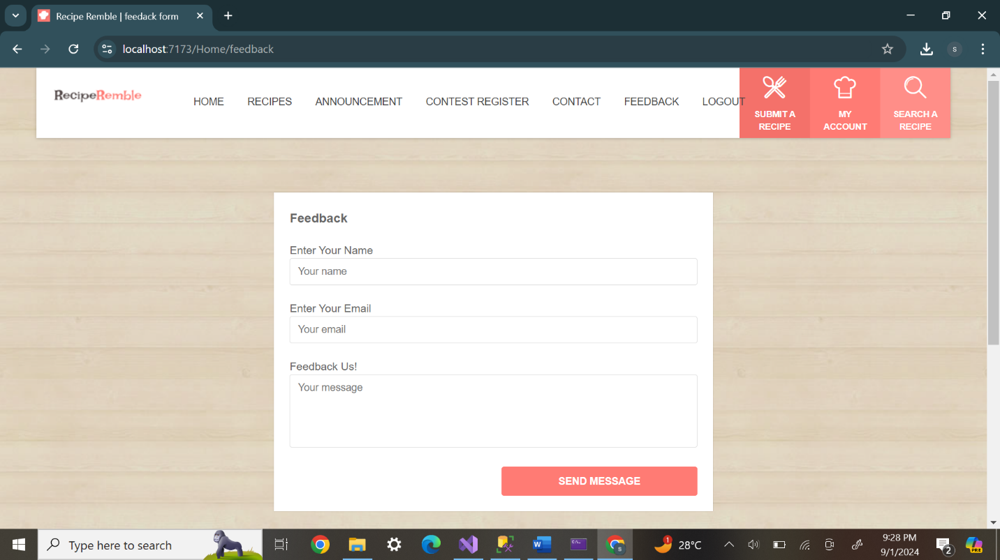 Recipe Remble | feedack form
localhost:7173/Home/feedback
S
RecipeRemble
HOME RECIPES ANNOUNCEMENT CONTEST REGISTER CONTACT FEEDBACK LOGOUT
SUBMIT A
RECIPE
MY
ACCOUNT
SEARCH A
RECIPE
Feedback
Enter Your Name
Your name
Enter Your Email
Your email
Feedback Us!
Your message
SEND MESSAGE
Type here to search
1
28°C
9:28 PM
9/1/2024
2
PRE